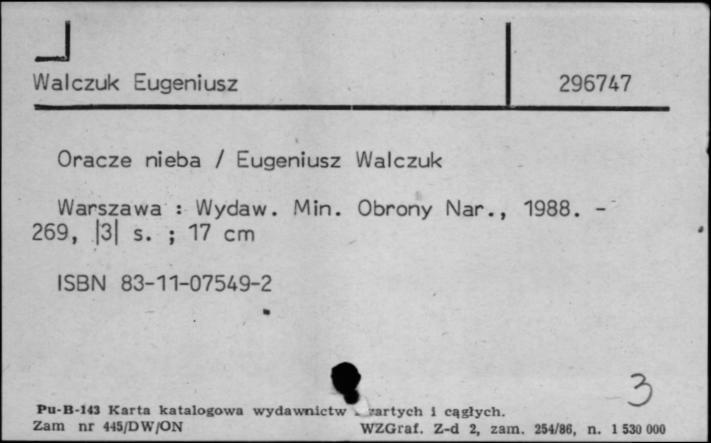 Walczuk Eugeniusz 296747
Oracze nieba / Eugeniusz Walczuk
Warszawa : Wydaw. Min. Obrony Nar., 1988. -
269, |3| s. ; 17 cm
ISBN 83-11-07549-2
3
Pu-B-143 Karta katalogowa wydawnictw i cągłych.
Zam nr 445/DW/ON WZGraf. Z-d 2, zam. 254/86, n. 1 530 000